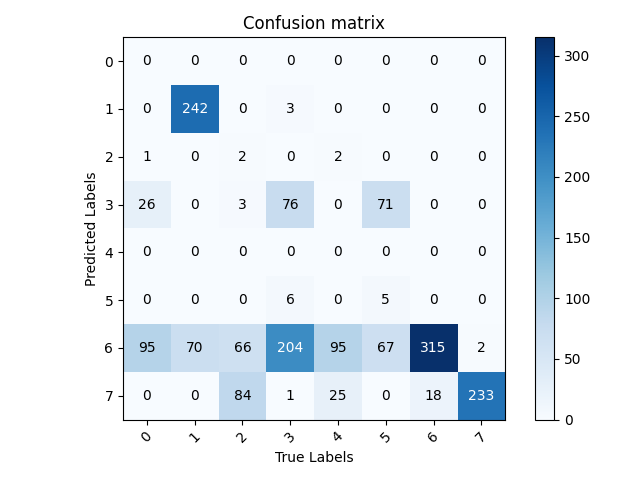 Confusion matrix
0 0 0 0 0 0 0 0 0
1 0 242 0 3 0 0 0 0
2 1 0 2 0 2 0 0 0
3 26 0 3 76 0 71 0 0
4 0 0 0 0 0 0 0 0
5 0 0 0 6 0 5 0 0
6 95 70 66 204 95 67 315 2
7 0 0 84 1 25 0 18 233
0 1 2 3 4 5 6 7
True Labels
Predicted Labels
300
250
200
150
100
50
0